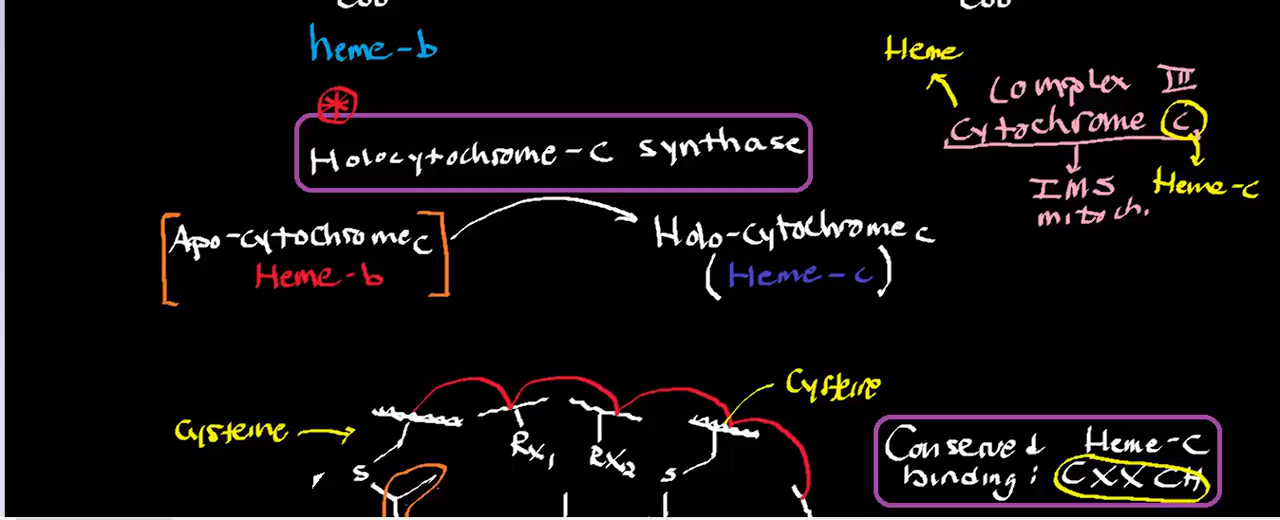 heme-b
Heme
Complex III
Cytochrome C
IMS
mitoch.
Heme-c
Holocytochrome-c synthase
Apo-cytochrome c
Heme-b
Holo-cytochrome c
(Heme-c)
Cysteine
Cysteine
RX1
RX2
S
S
Conserved Heme-C
binding: CXXCH